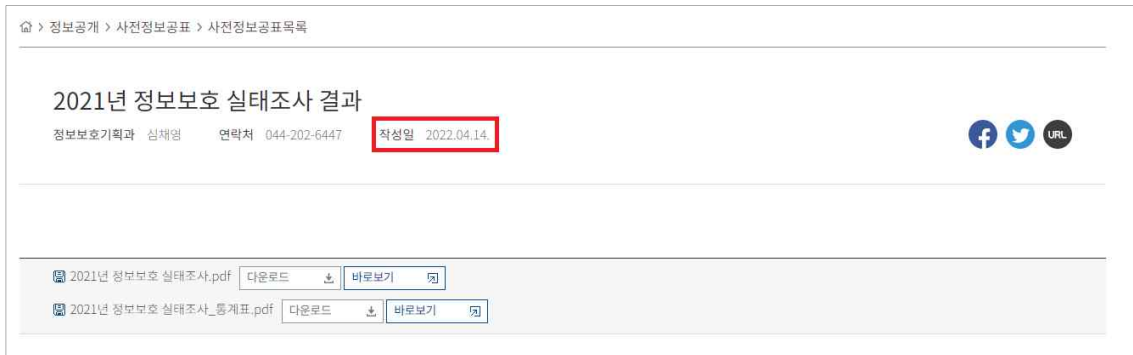 > 정보공개 > 사전정보공표 > 사전정보공표목록
2021년 정보보호 실태조사 결과
정보보호기획과 심채영 연락처 044-202-6447 작성일 2022.04.14.
URL
2021년 정보보호 실태조사.pdf 다운로드 바로보기
2021년 정보보호 실태조사_통계표.pdf 다운로드 바로보기